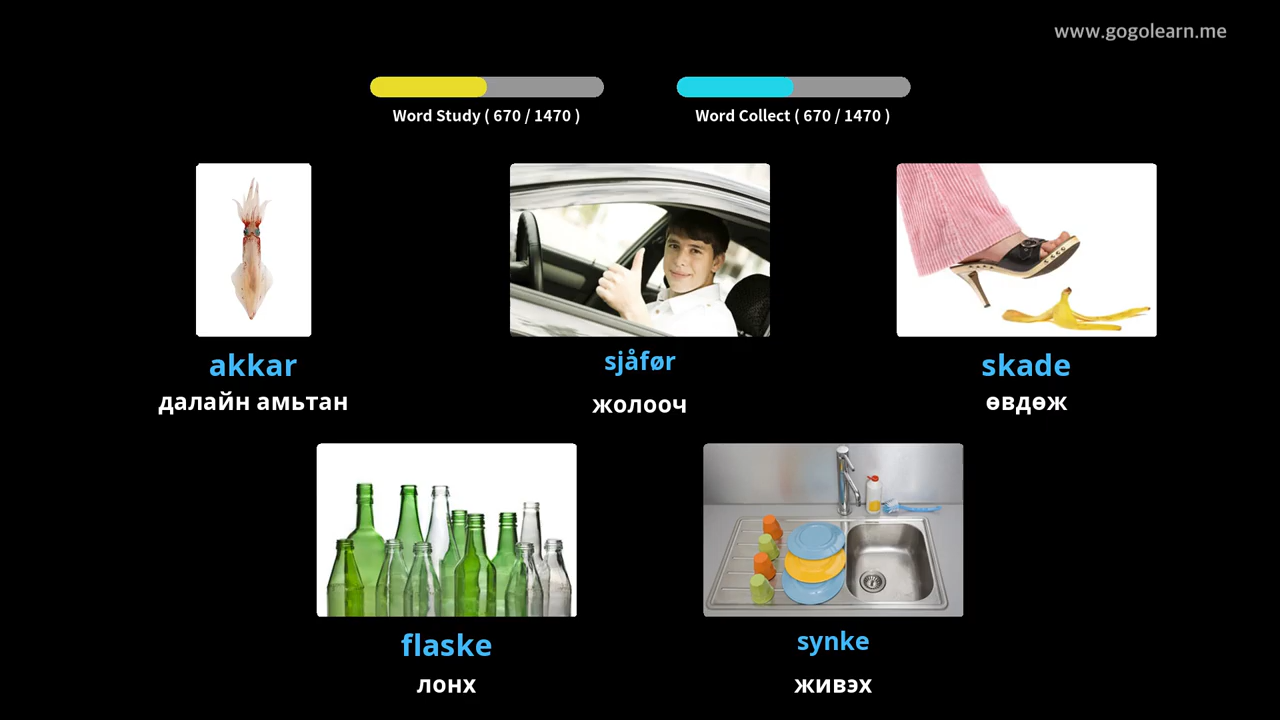 www.gogolearn.me
Word Study ( 670 / 1470 )
Word Collect ( 670 / 1470 )
akkar
далайн амьтан
sjåfør
жолооч
skade
өвдөж
flaske
лонх
synke
живэх